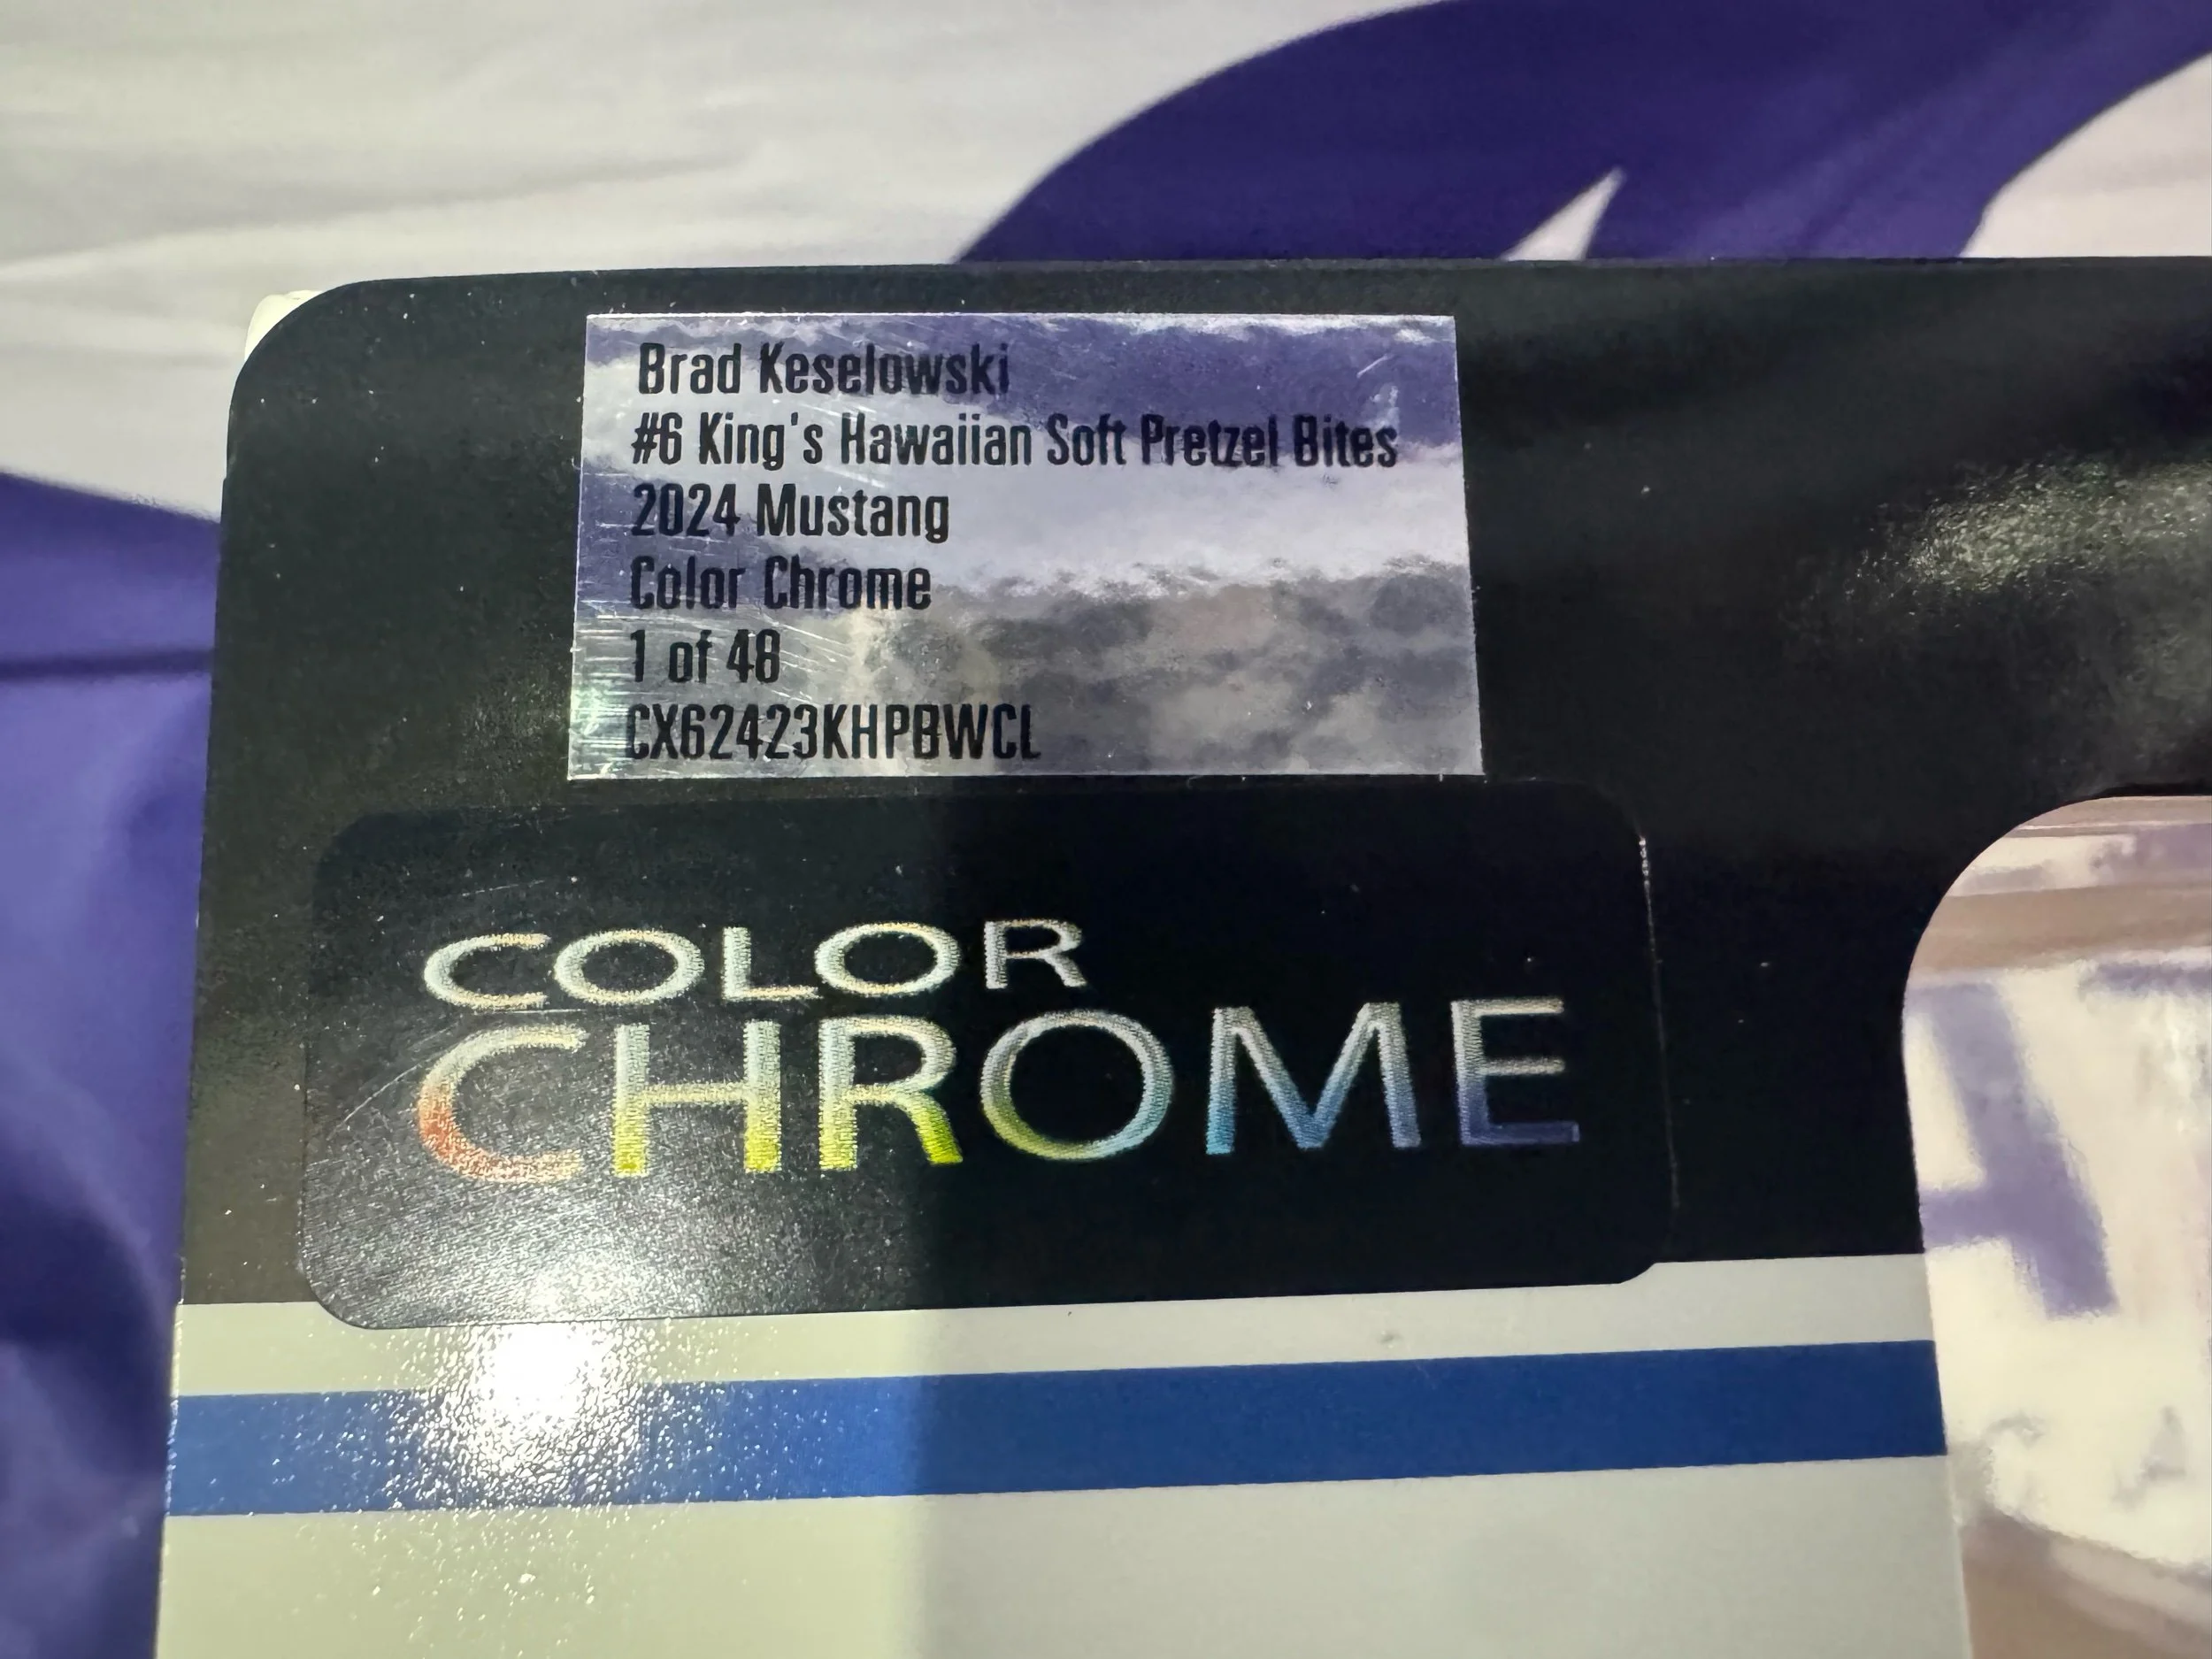 Brad Keselowski
#6 King's Hawaiian Soft Pretzel Bites
2024 Mustang
Color Chrome
1 of 48
CX62423KHPBWCL
COLOR
CHROME